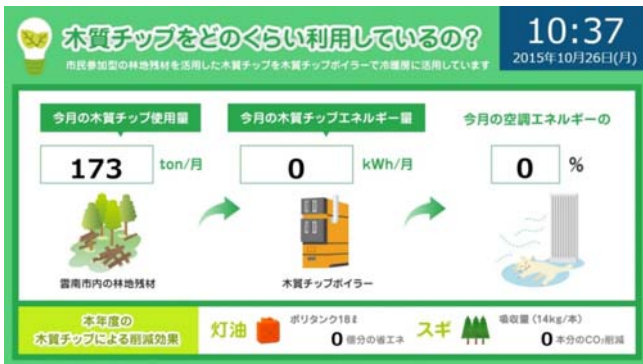 木質チップをどのくらい利用しているの?
市民参加型の林地残材を活用した木質チップを木質チップボイラーで冷暖房に活用しています
10:37
2015年10月26日(月)
今月の木質チップ使用量
今月の木質チップエネルギー量
今月の空調エネルギーの
173 ton/月
0 kWh/月
0 %
雲南市内の林地残材
木質チップボイラー
本年度の
木質チップによる削減効果
灯油
ポリタンク18ℓ
0個分の省エネ
スギ
吸収量(14kg/本)
0本分のCO₂削減